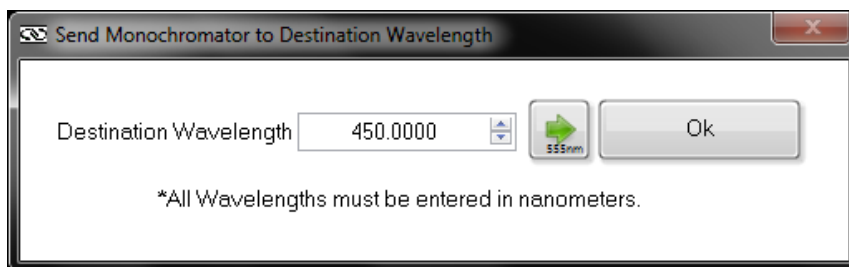 Send Monochromator to Destination Wavelength
Destination Wavelength 450.0000 Ok
555nm
*All Wavelengths must be entered in nanometers.